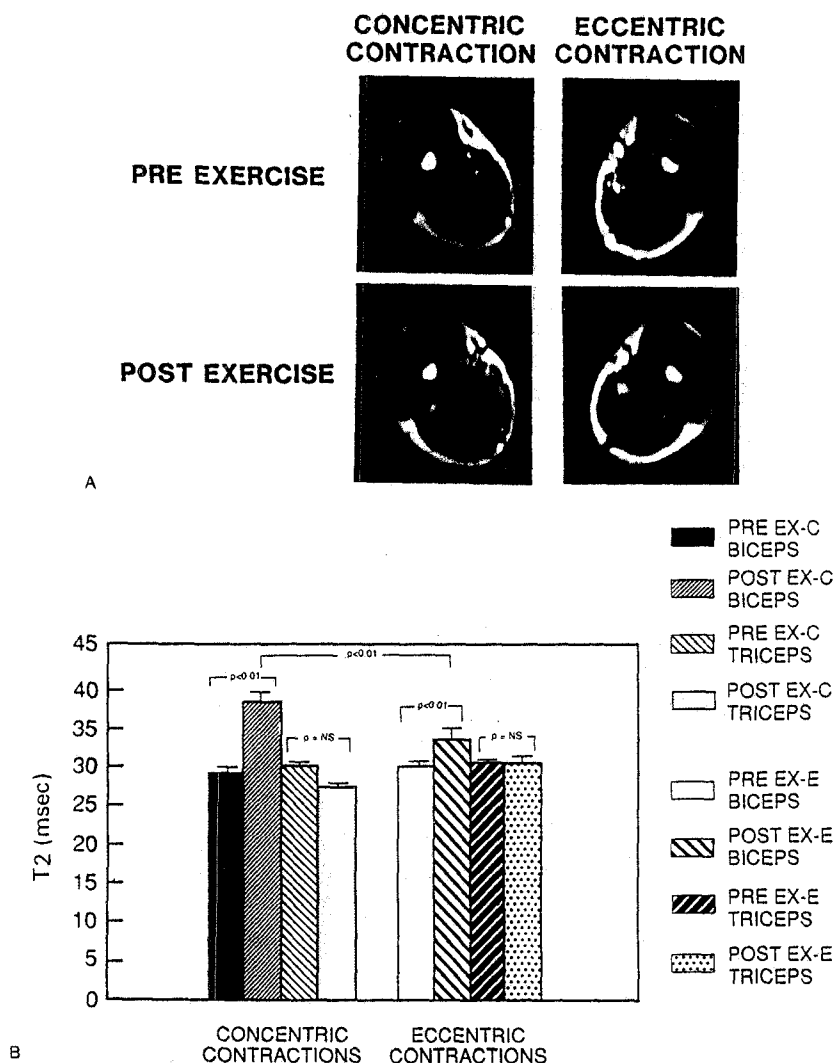 CONCENTRIC CONTRACTION
ECCENTRIC CONTRACTION
PRE EXERCISE
POST EXERCISE
A
PRE EX-C
BICEPS
POST EX-C
BICEPS
PRE EX-C
TRICEPS
POST EX-C
TRICEPS
PRE EX-E
BICEPS
POST EX-E
BICEPS
PRE EX-E
TRICEPS
POST EX-E
TRICEPS
45
40
35
30
25
20
15
10
5
0
T2 (msec)
p<0.01
p<0.01
p = NS
p<0.01
p = NS
CONCENTRIC
CONTRACTIONS
ECCENTRIC
CONTRACTIONS
B